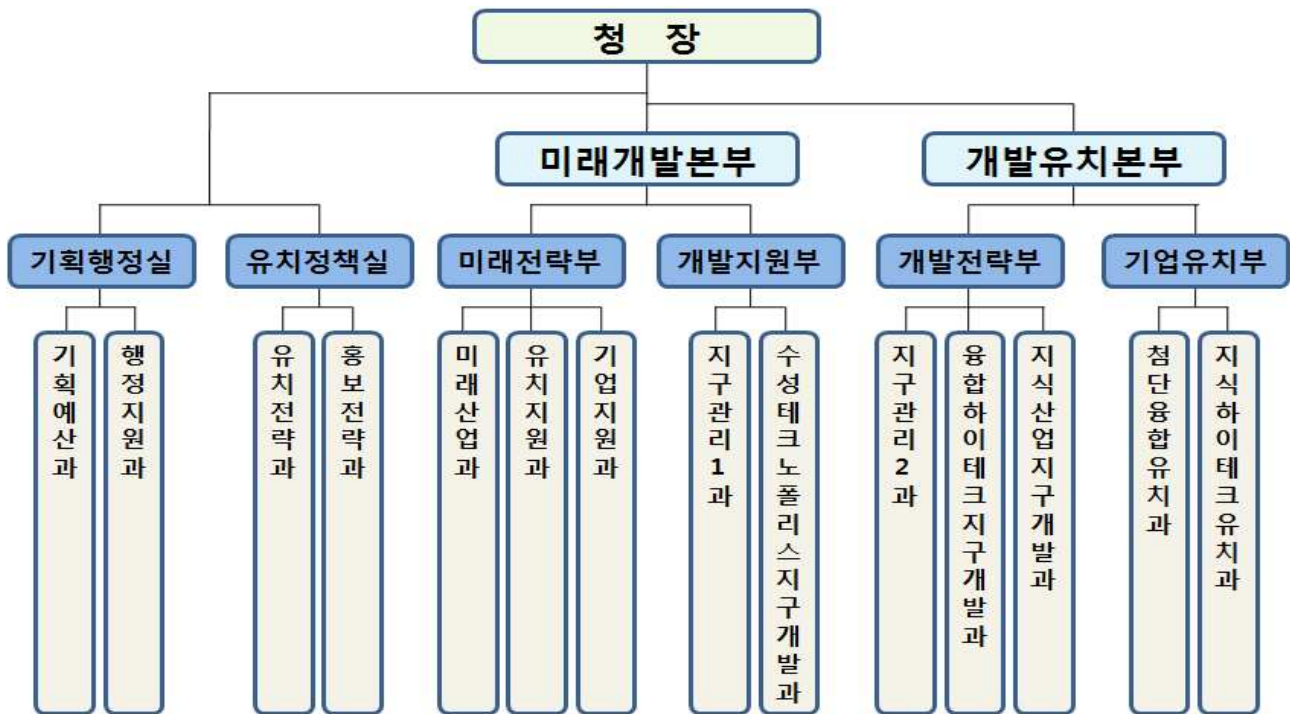 청 장
미래개발본부
개발유치본부
기획행정실
유치정책실
미래전략부
개발지원부
개발전략부
기업유치부
기획예산과
행정지원과
유치전략과
홍보전략과
미래산업과
유치지원과
기업지원과
지구관리1과
수성테크노폴리스지구개발과
지구관리2과
융합하이테크지구개발과
지식산업지구개발과
첨단융합유치과
지식하이테크유치과